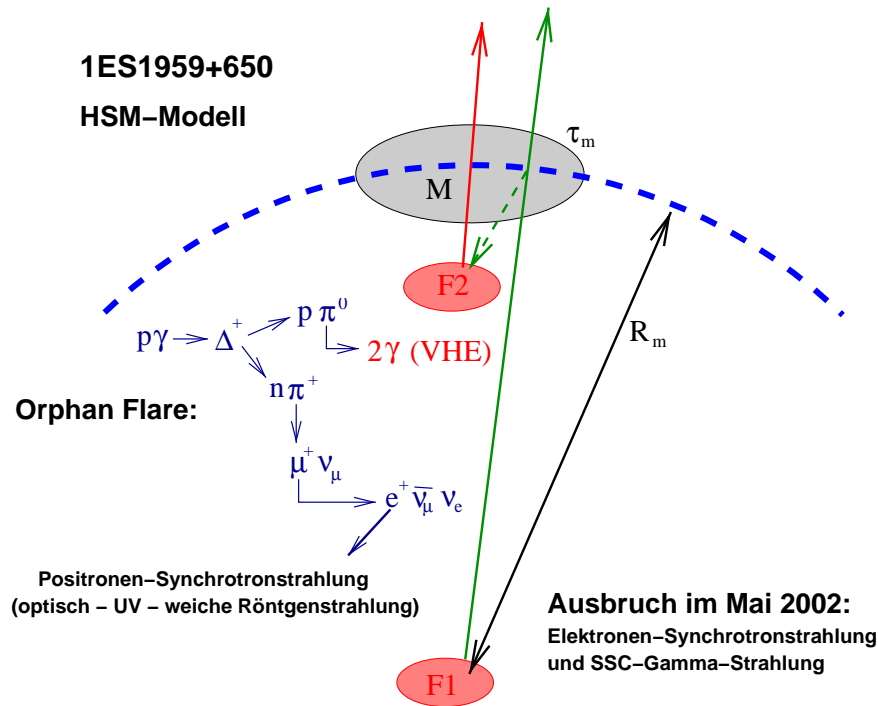 1ES1959+650
HSM–Modell
τm
M
F2
Rm
pγ → Δ⁺ p π⁰
2γ (VHE)
nπ⁺
Orphan Flare:
μ⁺ νμ
e⁺ ν̅μ νe
Positronen–Synchrotronstrahlung
(optisch – UV – weiche Röntgenstrahlung)
Ausbruch im Mai 2002:
Elektronen–Synchrotronstrahlung
und SSC–Gamma–Strahlung
F1